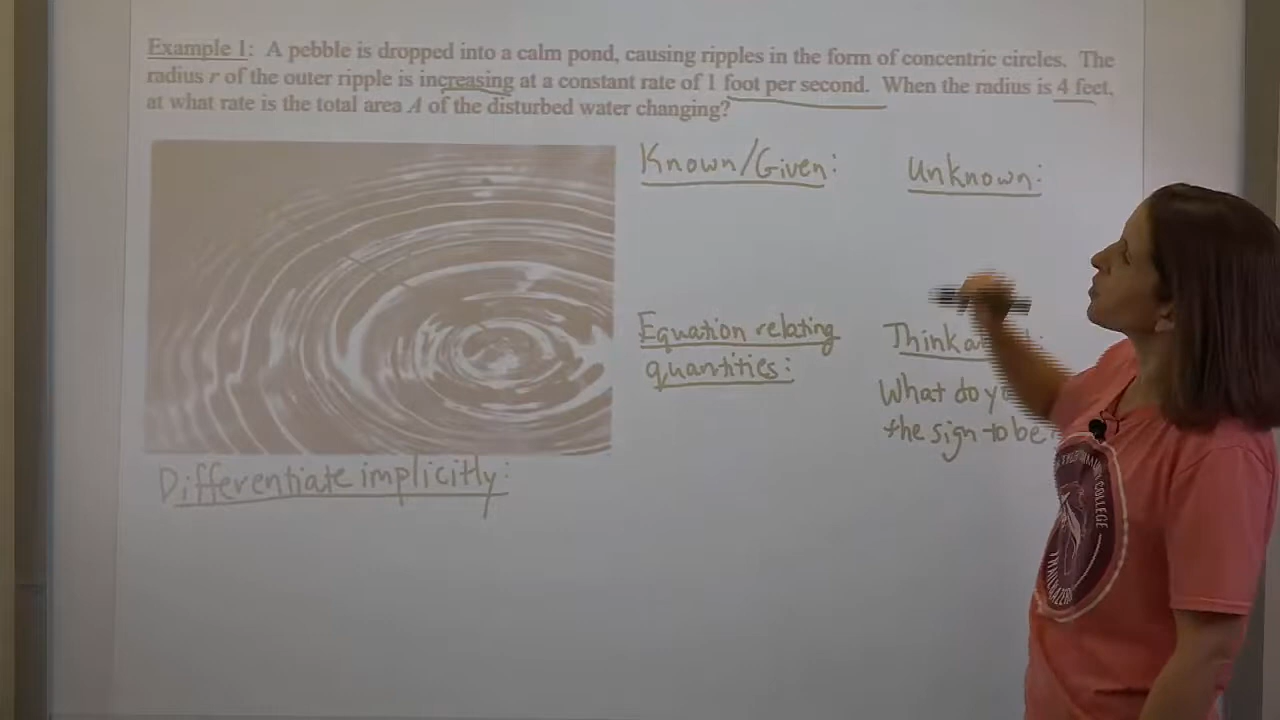 Example 1: A pebble is dropped into a calm pond, causing ripples in the form of concentric circles. The
radius r of the outer ripple is increasing at a constant rate of 1 foot per second. When the radius is 4 feet,
at what rate is the total area A of the disturbed water changing?
Known/Given:
Unknown:
Equation relating
quantities:
Think
What do
the sign to be
Differentiate implicitly:
COLLEGE